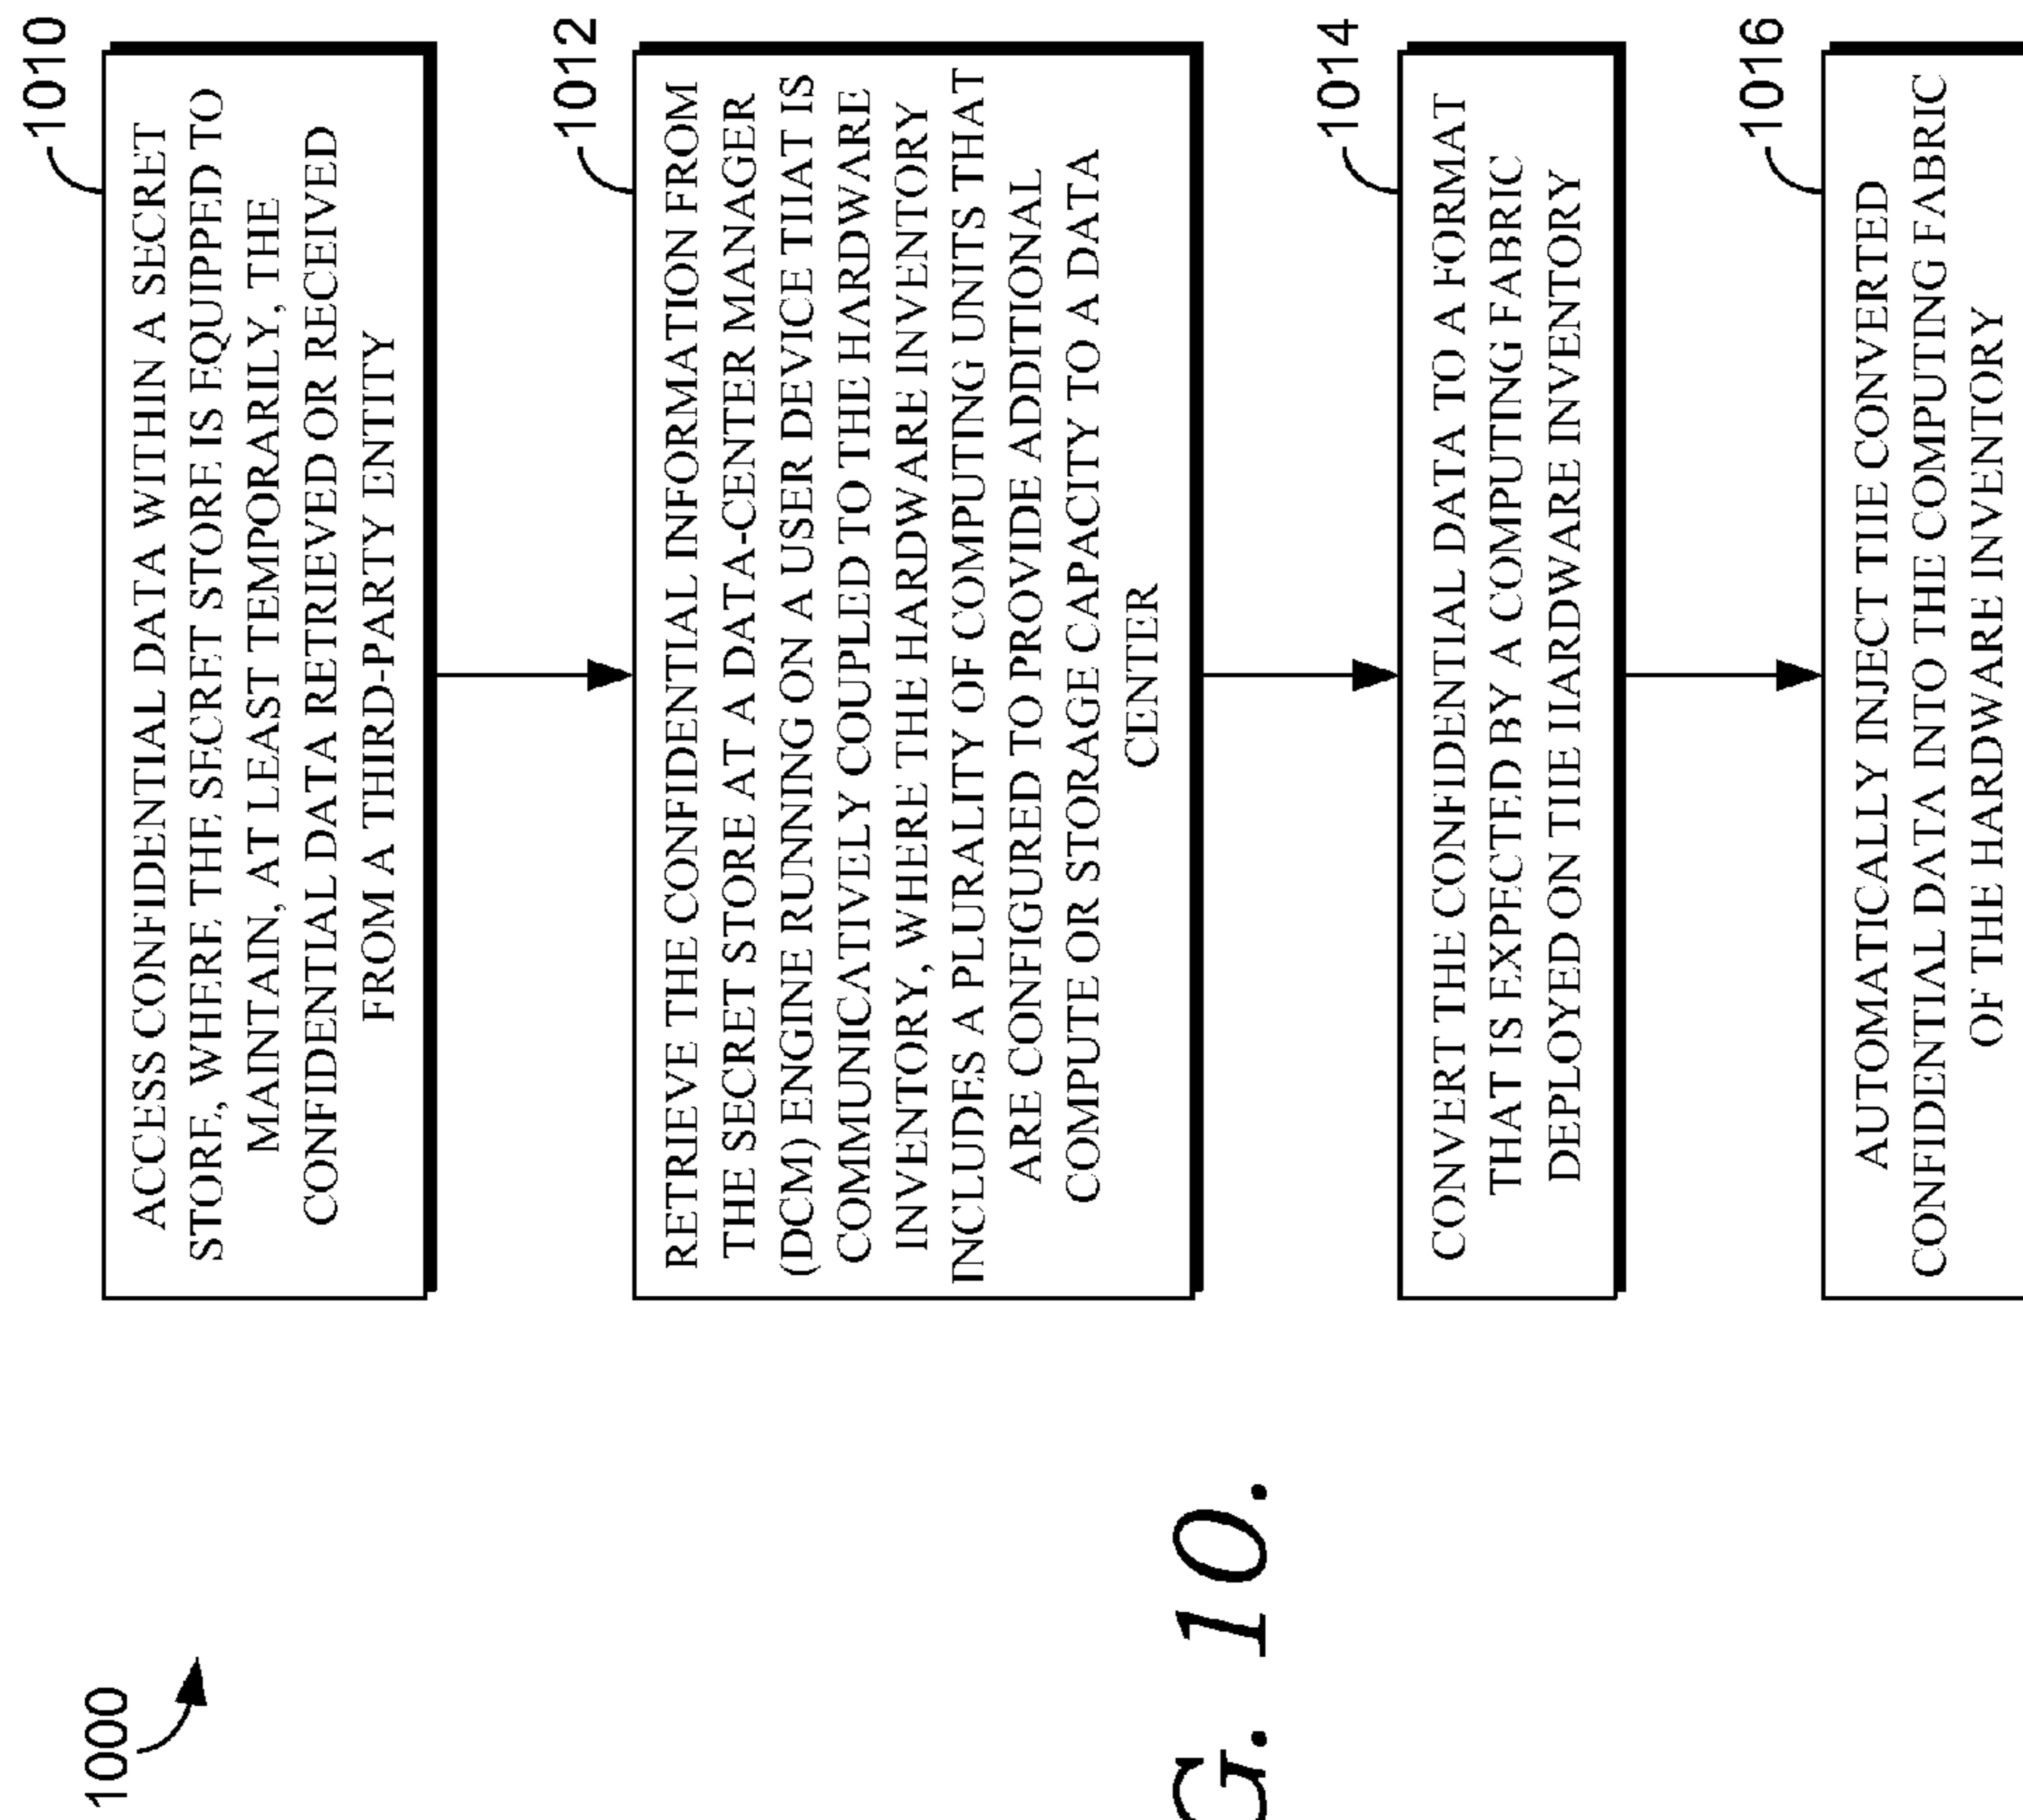 1000
1010
ACCESS CONFIDENTIAL DATA WITHIN A SECRET
STORE, WHERE THE SECRET STORE IS EQUIPPED TO
MAINTAIN, AT LEAST TEMPORARILY, THE
CONFIDENTIAL DATA RETRIEVED OR RECEIVED
FROM A THIRD-PARTY ENTITY
1012
RETRIEVE THE CONFIDENTIAL INFORMATION FROM
THE SECRET STORE AT A DATA-CENTER MANAGER
(DCM) ENGINE RUNNING ON A USER DEVICE THAT IS
COMMUNICATIVELY COUPLED TO THE HARDWARE
INVENTORY, WHERE THE HARDWARE INVENTORY
INCLUDES A PLURALITY OF COMPUTING UNITS THAT
ARE CONFIGURED TO PROVIDE ADDITIONAL
COMPUTE OR STORAGE CAPACITY TO A DATA
CENTER
1014
CONVERT THE CONFIDENTIAL DATA TO A FORMAT
THAT IS EXPECTED BY A COMPUTING FABRIC
DEPLOYED ON THE HARDWARE INVENTORY
1016
AUTOMATICALLY INJECT THE CONVERTED
CONFIDENTIAL DATA INTO THE COMPUTING FABRIC
OF THE HARDWARE INVENTORY
G. 10.